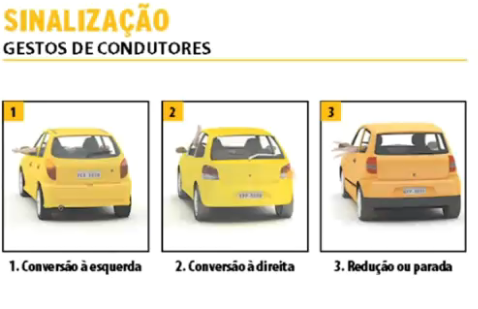 SINALIZAÇÃO
GESTOS DE CONDUTORES
1
2
3
1. Conversão à esquerda
2. Conversão à direita
3. Redução ou parada